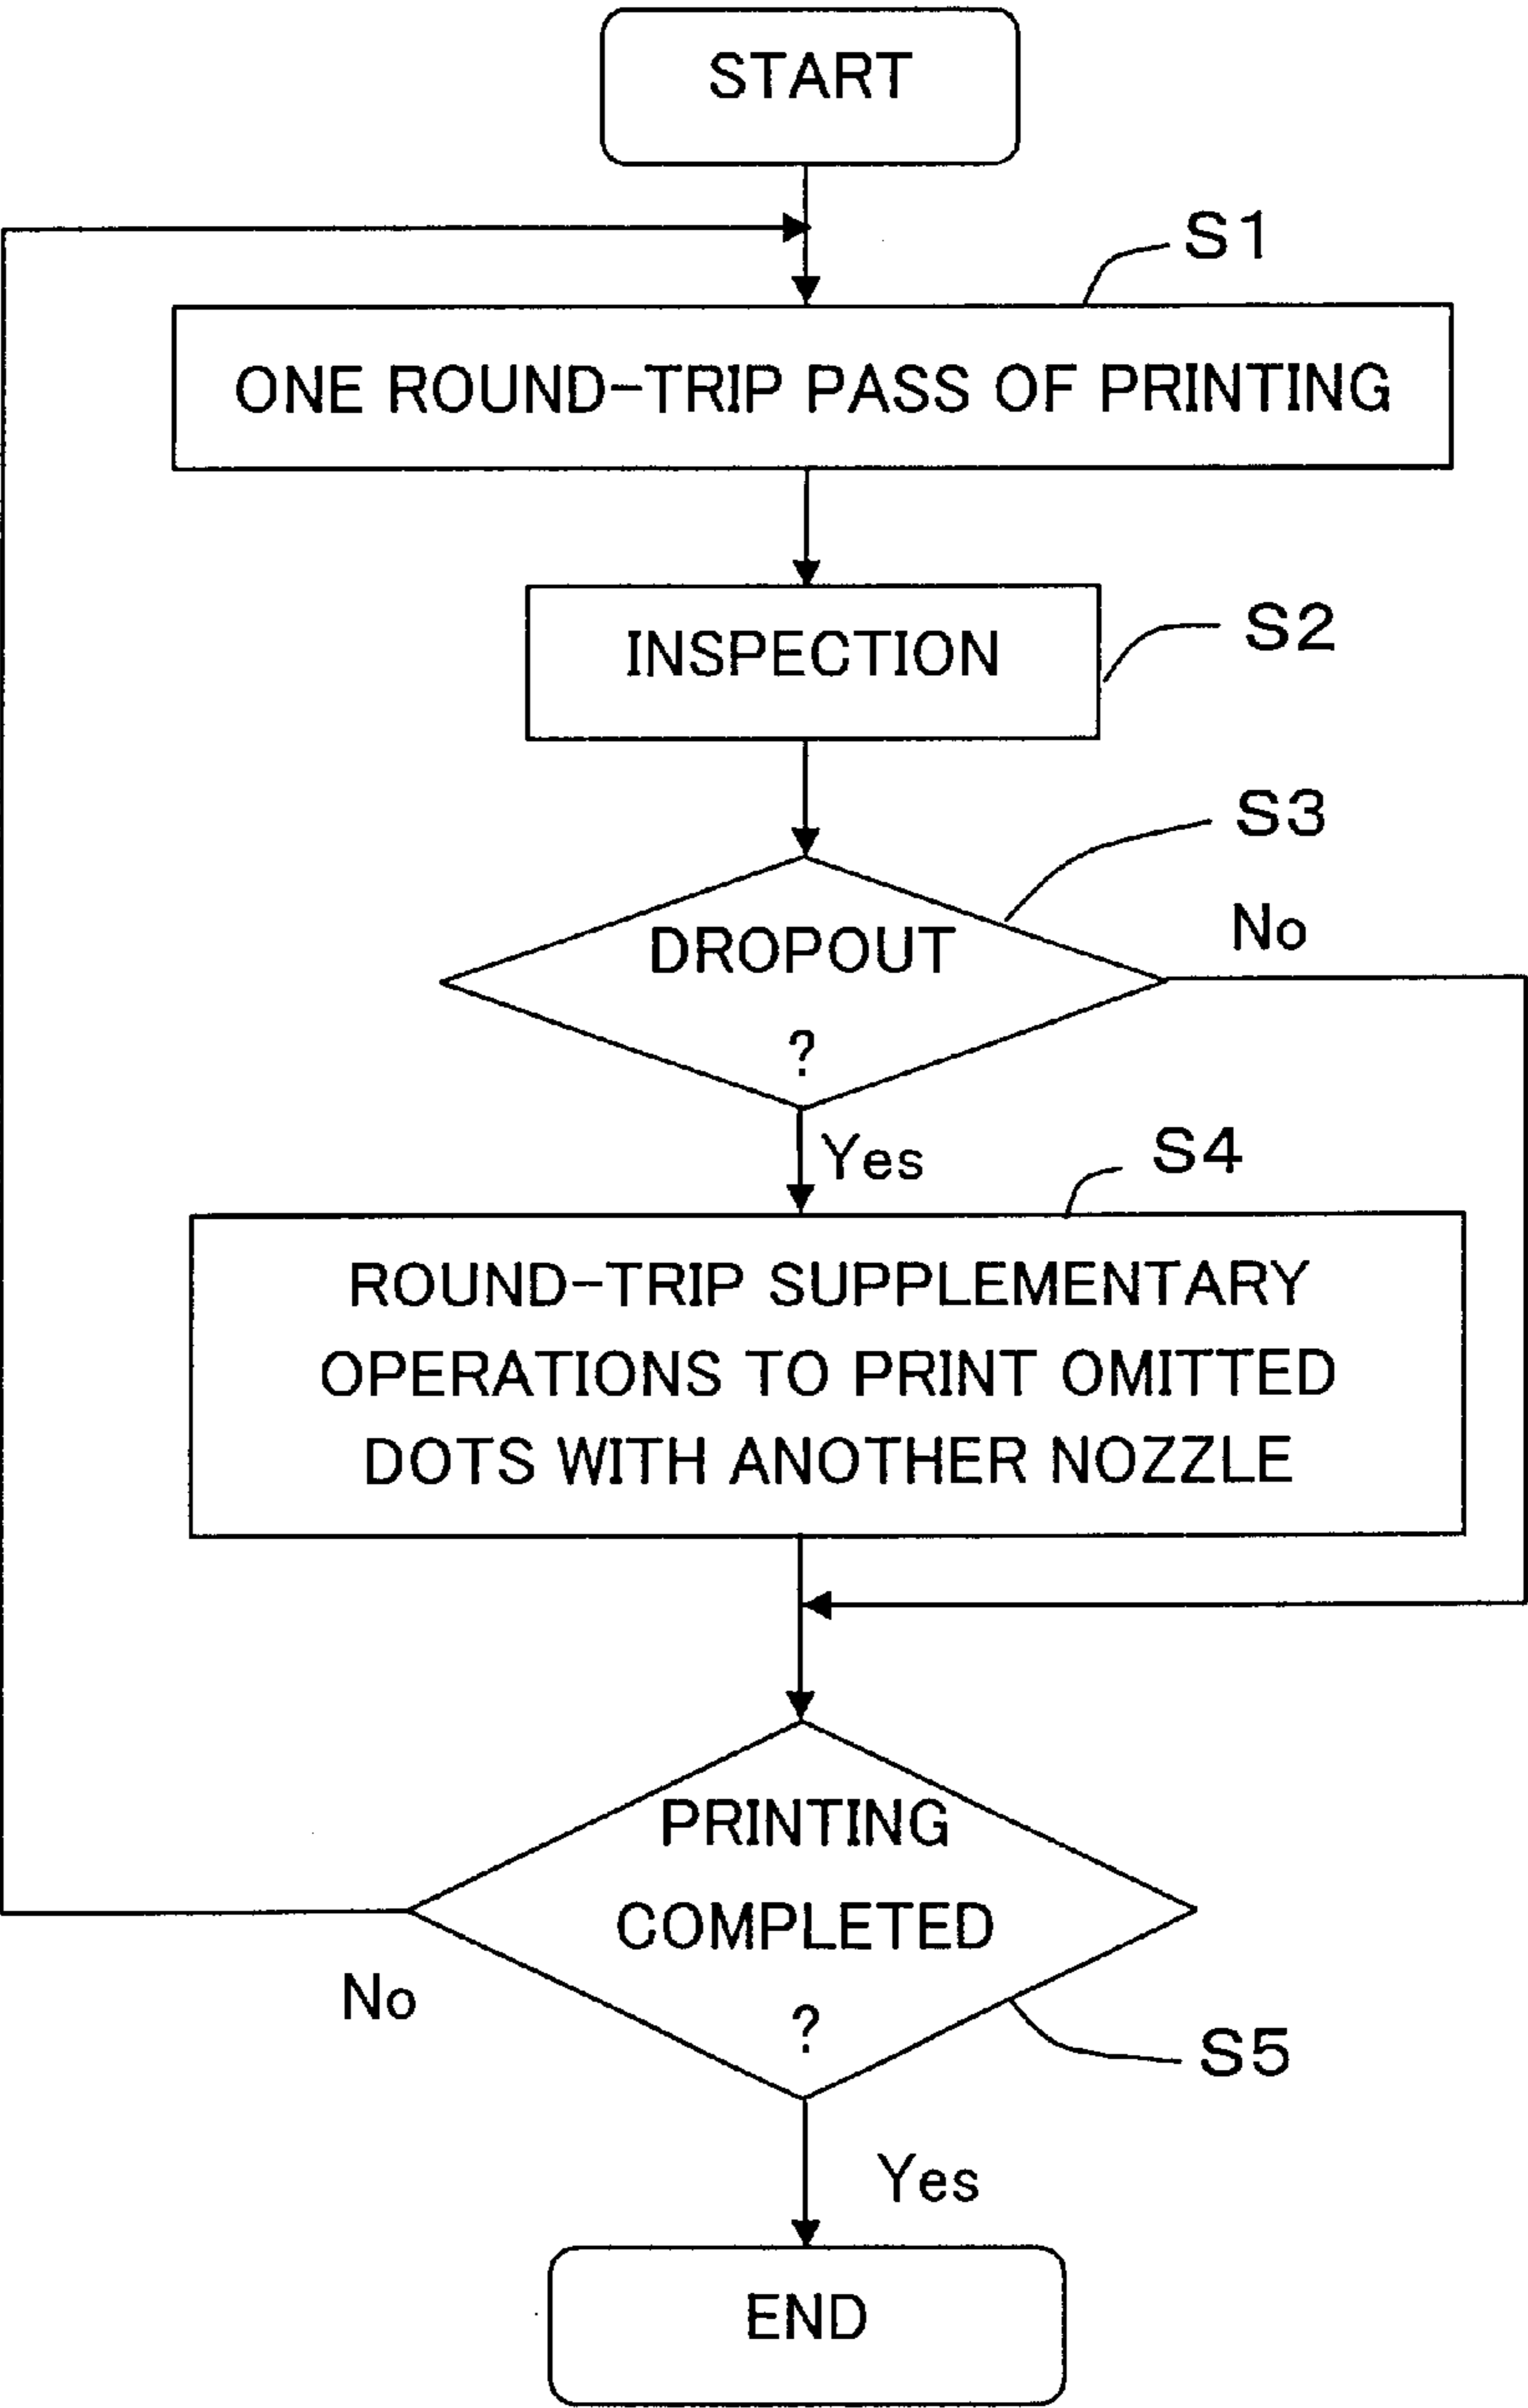 START
S1
ONE ROUND-TRIP PASS OF PRINTING
INSPECTION
S2
S3
No
DROPOUT
?
Yes
S4
ROUND-TRIP SUPPLEMENTARY
OPERATIONS TO PRINT OMITTED
DOTS WITH ANOTHER NOZZLE
PRINTING
COMPLETED
?
No
S5
Yes
END